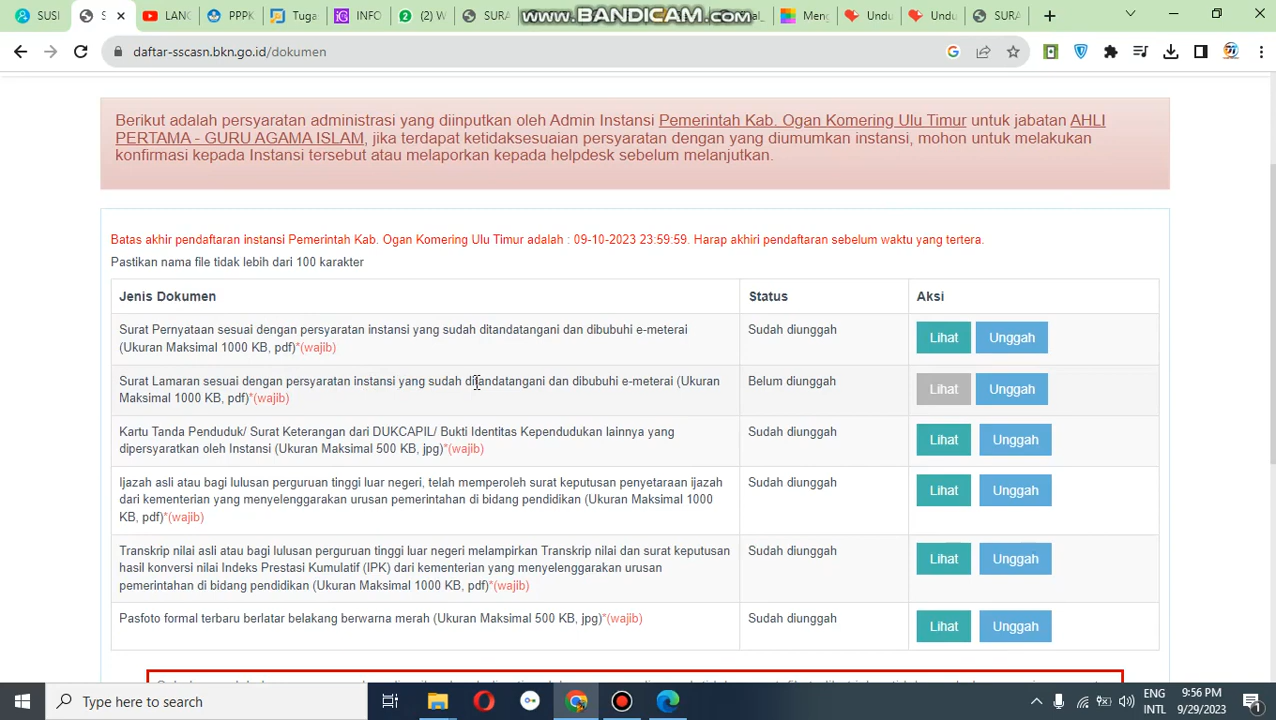 SUSI
S
LANG
PPPK
Tuga
INFO
(2) W
SURA
www.BANDICAM.com
Meng
Undu
Undu
SURA
daftar-sscasn.bkn.go.id/dokumen
Berikut adalah persyaratan administrasi yang diinputkan oleh Admin Instansi Pemerintah Kab. Ogan Komering Ulu Timur untuk jabatan AHLI
PERTAMA - GURU AGAMA ISLAM, jika terdapat ketidaksesuaian persyaratan dengan yang diumumkan instansi, mohon untuk melakukan
konfirmasi kepada Instansi tersebut atau melaporkan kepada helpdesk sebelum melanjutkan.
Batas akhir pendaftaran instansi Pemerintah Kab. Ogan Komering Ulu Timur adalah : 09-10-2023 23:59:59. Harap akhiri pendaftaran sebelum waktu yang tertera.
Pastikan nama file tidak lebih dari 100 karakter
Jenis Dokumen Status Aksi
Surat Pernyataan sesuai dengan persyaratan instansi yang sudah ditandatangani dan dibubuhi e-meterai
(Ukuran Maksimal 1000 KB, pdf)*(wajib)
Sudah diunggah Lihat Unggah
Surat Lamaran sesuai dengan persyaratan instansi yang sudah ditandatangani dan dibubuhi e-meterai (Ukuran
Maksimal 1000 KB, pdf)*(wajib)
Belum diunggah Lihat Unggah
Kartu Tanda Penduduk/ Surat Keterangan dari DUKCAPIL/ Bukti Identitas Kependudukan lainnya yang
dipersyaratkan oleh Instansi (Ukuran Maksimal 500 KB, jpg)*(wajib)
Sudah diunggah Lihat Unggah
Ijazah asli atau bagi lulusan perguruan tinggi luar negeri, telah memperoleh surat keputusan penyetaraan ijazah
dari kementerian yang menyelenggarakan urusan pemerintahan di bidang pendidikan (Ukuran Maksimal 1000
KB, pdf)*(wajib)
Sudah diunggah Lihat Unggah
Transkrip nilai asli atau bagi lulusan perguruan tinggi luar negeri melampirkan Transkrip nilai dan surat keputusan
hasil konversi nilai Indeks Prestasi Kumulatif (IPK) dari kementerian yang menyelenggarakan urusan
pemerintahan di bidang pendidikan (Ukuran Maksimal 1000 KB, pdf)*(wajib)
Sudah diunggah Lihat Unggah
Pasfoto formal terbaru berlatar belakang berwarna merah (Ukuran Maksimal 500 KB, jpg)*(wajib)
Sudah diunggah Lihat Unggah
Type here to search
ENG
INTL
9:56 PM
9/29/2023
1